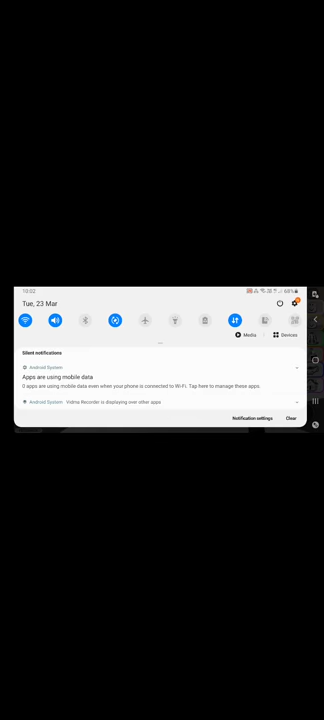 10:02
68%
Tue, 23 Mar
Media
Devices
Silent notifications
Android System
Apps are using mobile data
0 apps are using mobile data even when your phone is connected to Wi-Fi. Tap here to manage these apps.
Android System Vidma Recorder is displaying over other apps
Notification settings
Clear